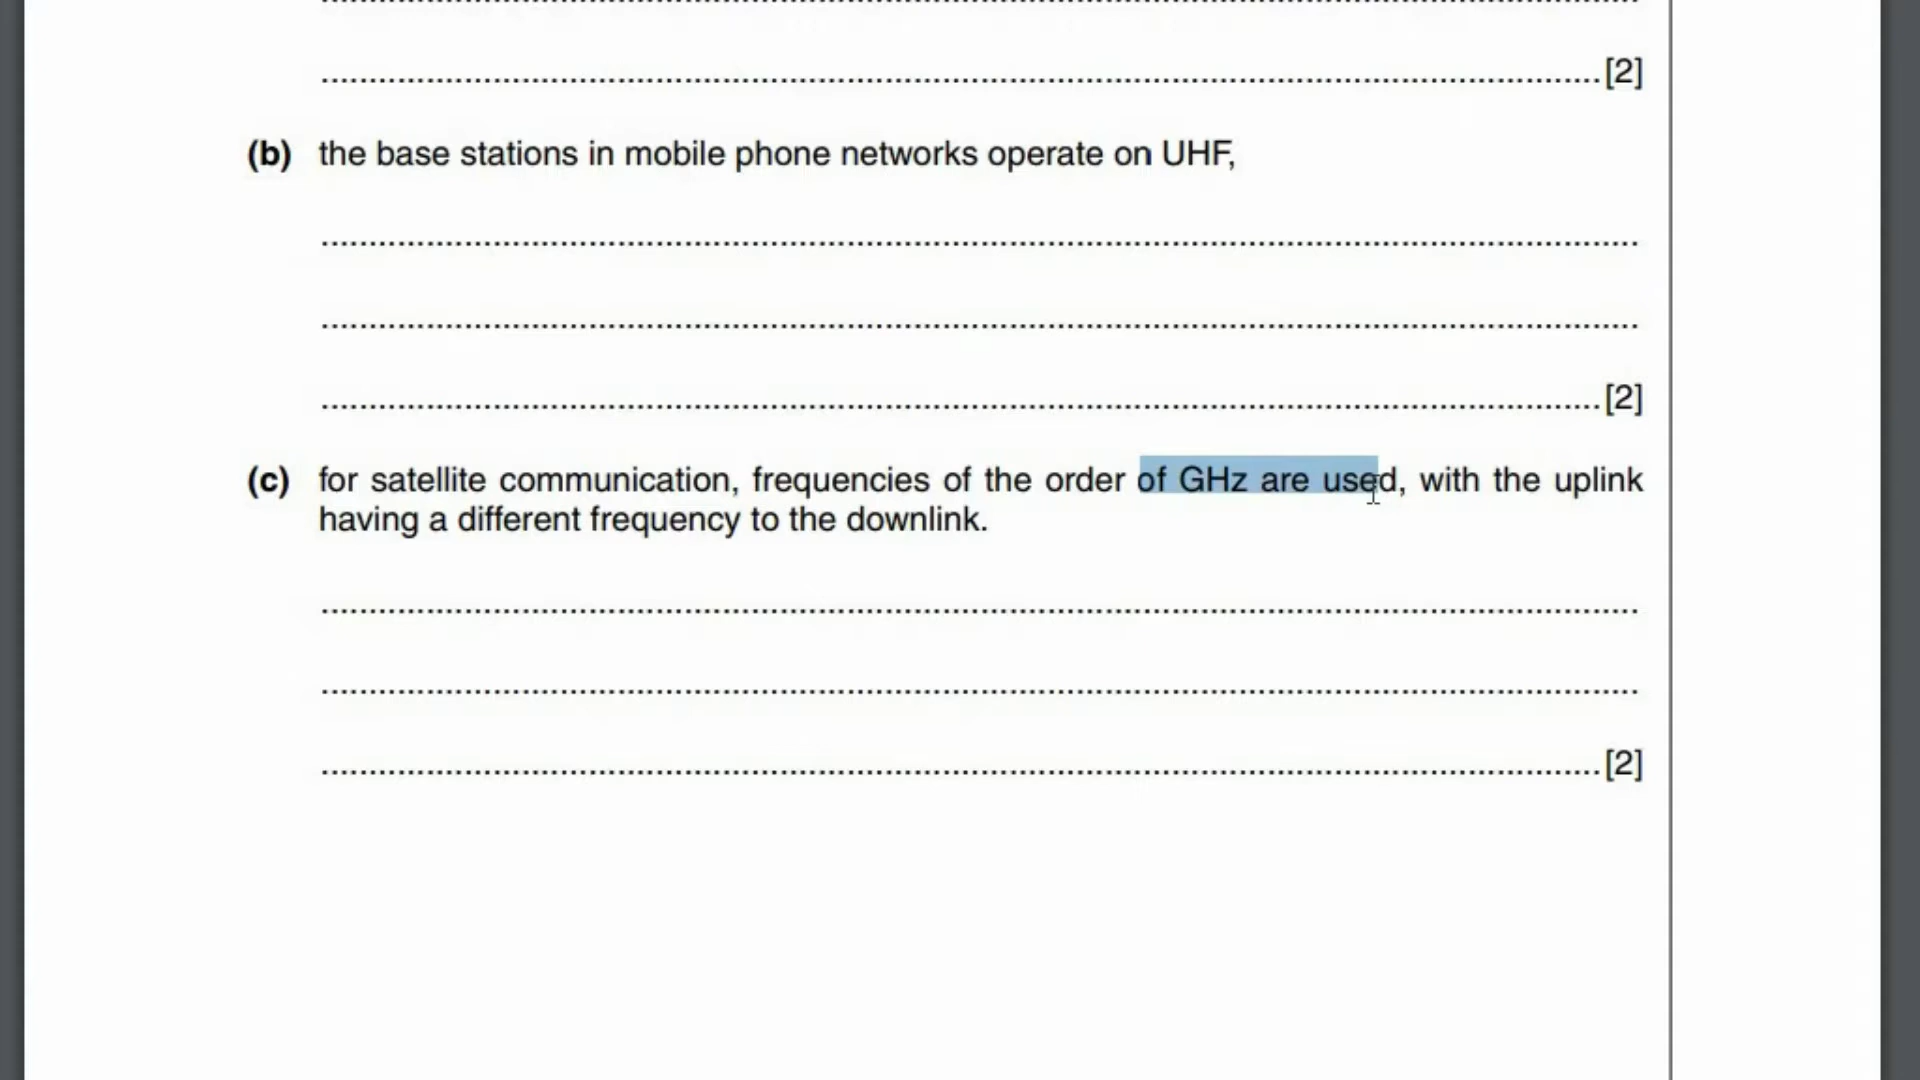 [2]
(b) the base stations in mobile phone networks operate on UHF,
[2]
(c) for satellite communication, frequencies of the order of GHz are used, with the uplink
having a different frequency to the downlink.
[2]